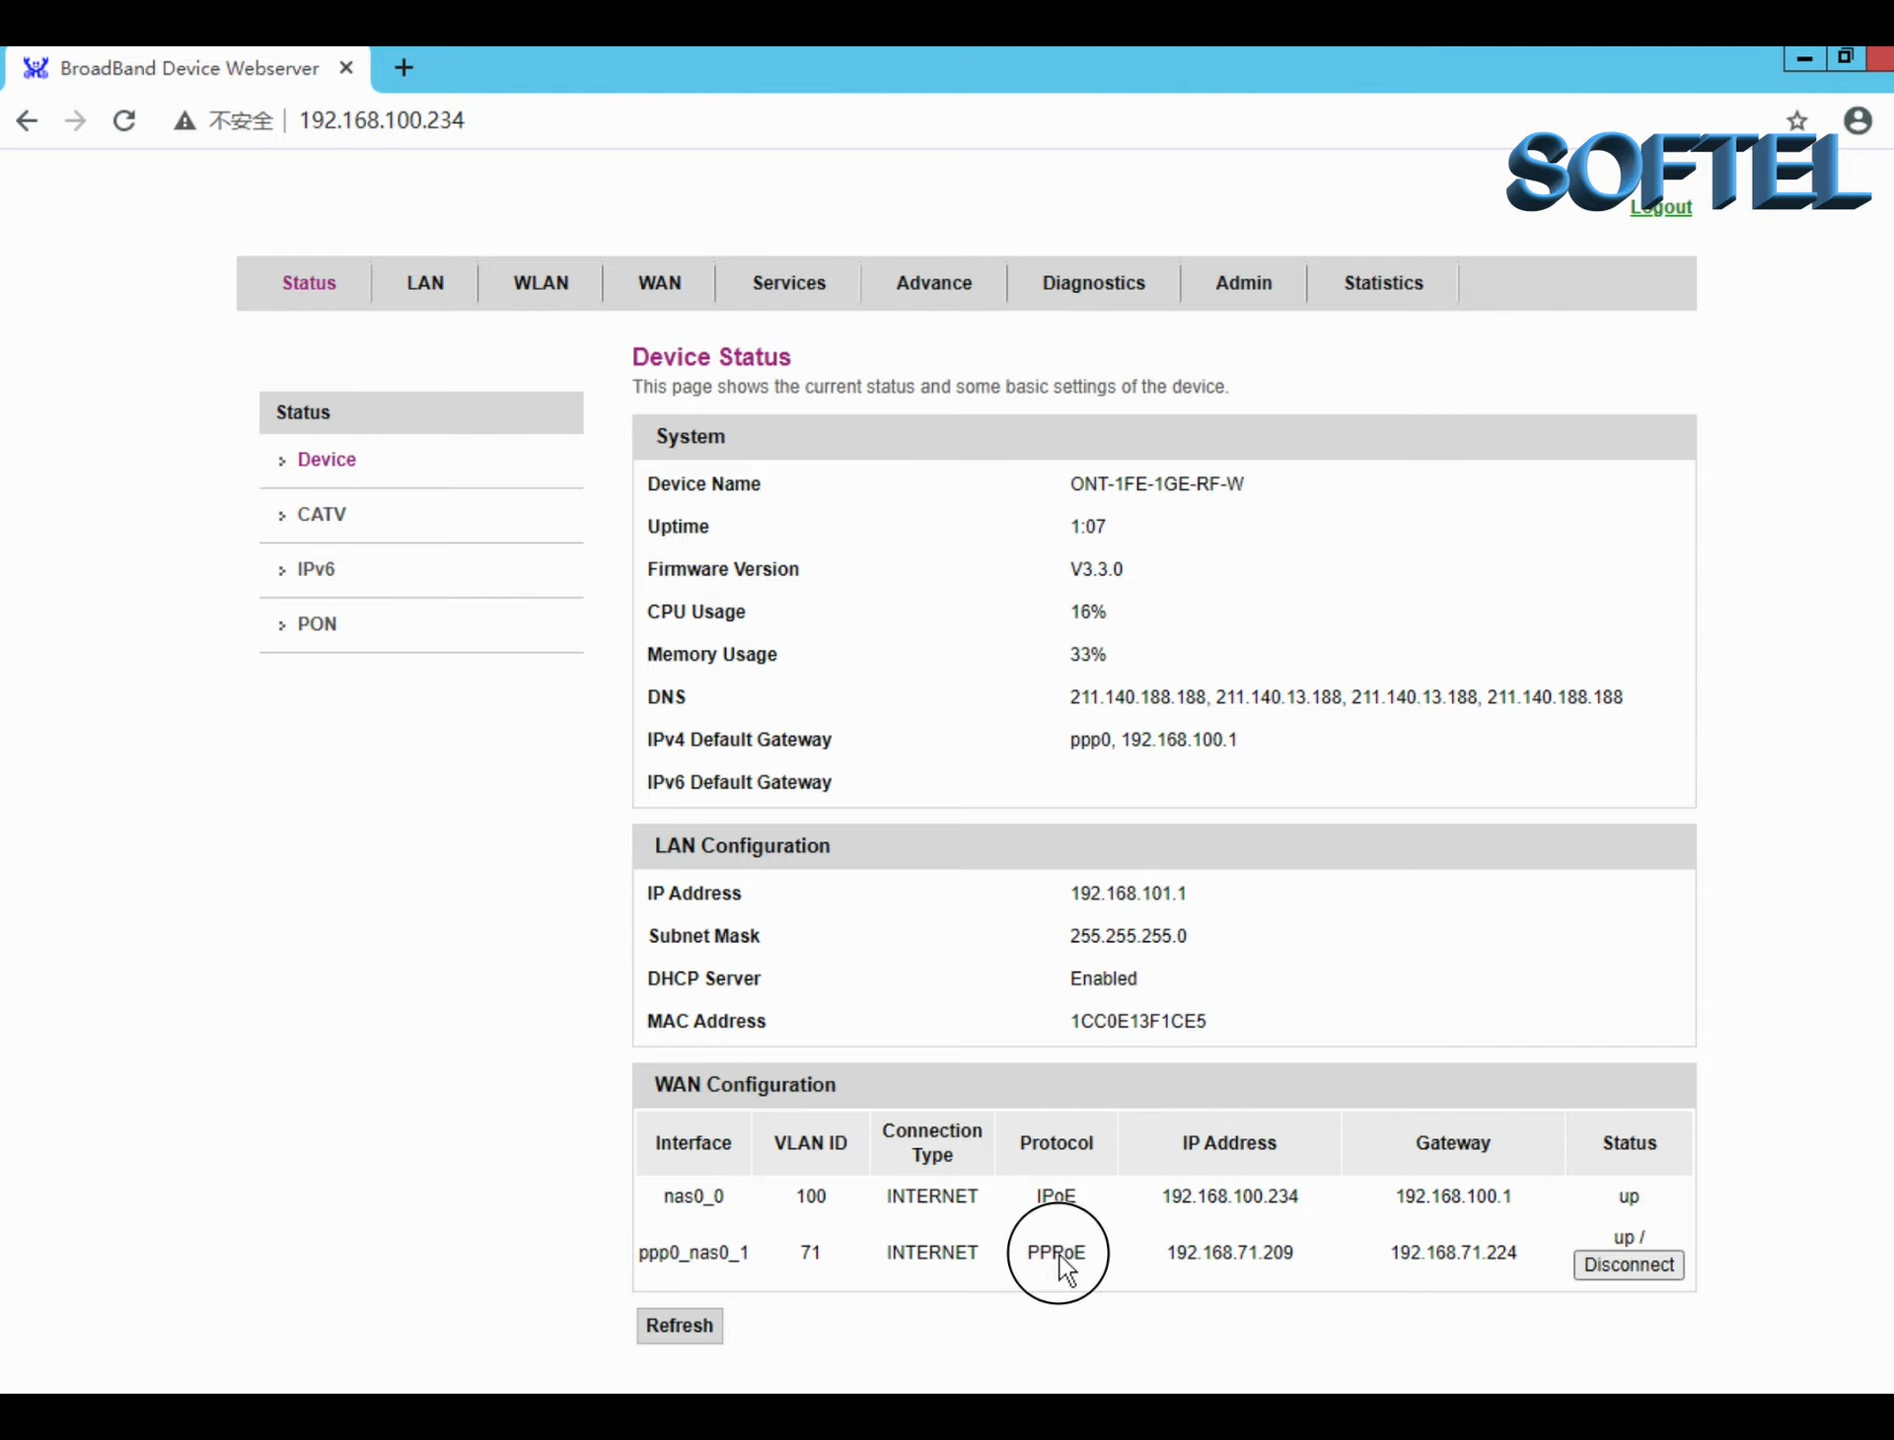 BroadBand Device Webserver
不安全 192.168.100.234
SOFTEL
Logout
Status LAN WLAN WAN Services Advance Diagnostics Admin Statistics
Device Status
This page shows the current status and some basic settings of the device.
Status
Device
CATV
IPv6
PON
System
Device Name ONT-1FE-1GE-RF-W
Uptime 1:07
Firmware Version V3.3.0
CPU Usage 16%
Memory Usage 33%
DNS 211.140.188.188, 211.140.13.188, 211.140.13.188, 211.140.188.188
IPv4 Default Gateway ppp0, 192.168.100.1
IPv6 Default Gateway
LAN Configuration
IP Address 192.168.101.1
Subnet Mask 255.255.255.0
DHCP Server Enabled
MAC Address 1CC0E13F1CE5
WAN Configuration
Interface VLAN ID Connection Type Protocol IP Address Gateway Status
nas0_0 100 INTERNET IPoE 192.168.100.234 192.168.100.1 up
ppp0_nas0_1 71 INTERNET PPPoE 192.168.71.209 192.168.71.224 up / Disconnect
Refresh